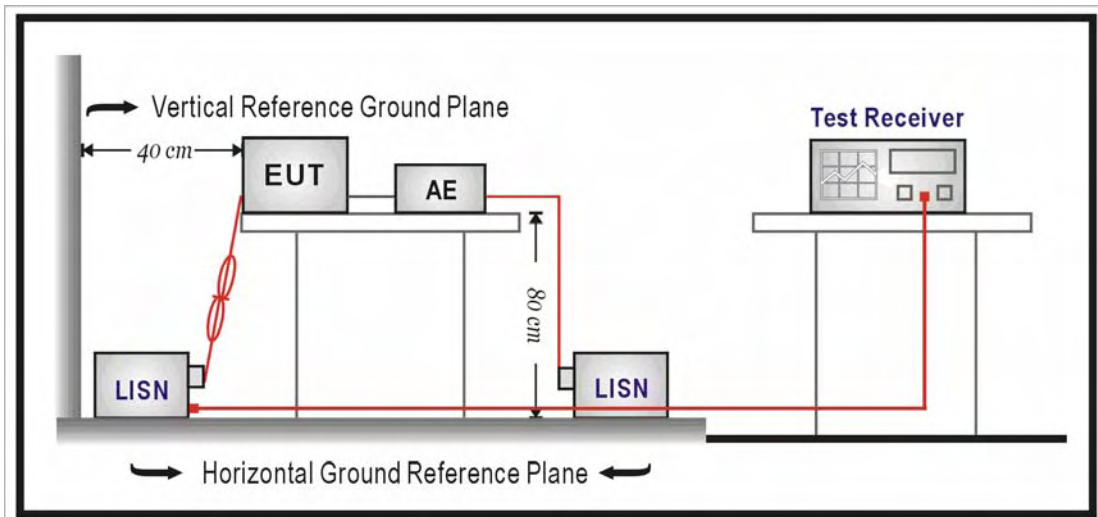 Vertical Reference Ground Plane
Test Receiver
40 cm
EUT
AE
80 cm
LISN
LISN
Horizontal Ground Reference Plane